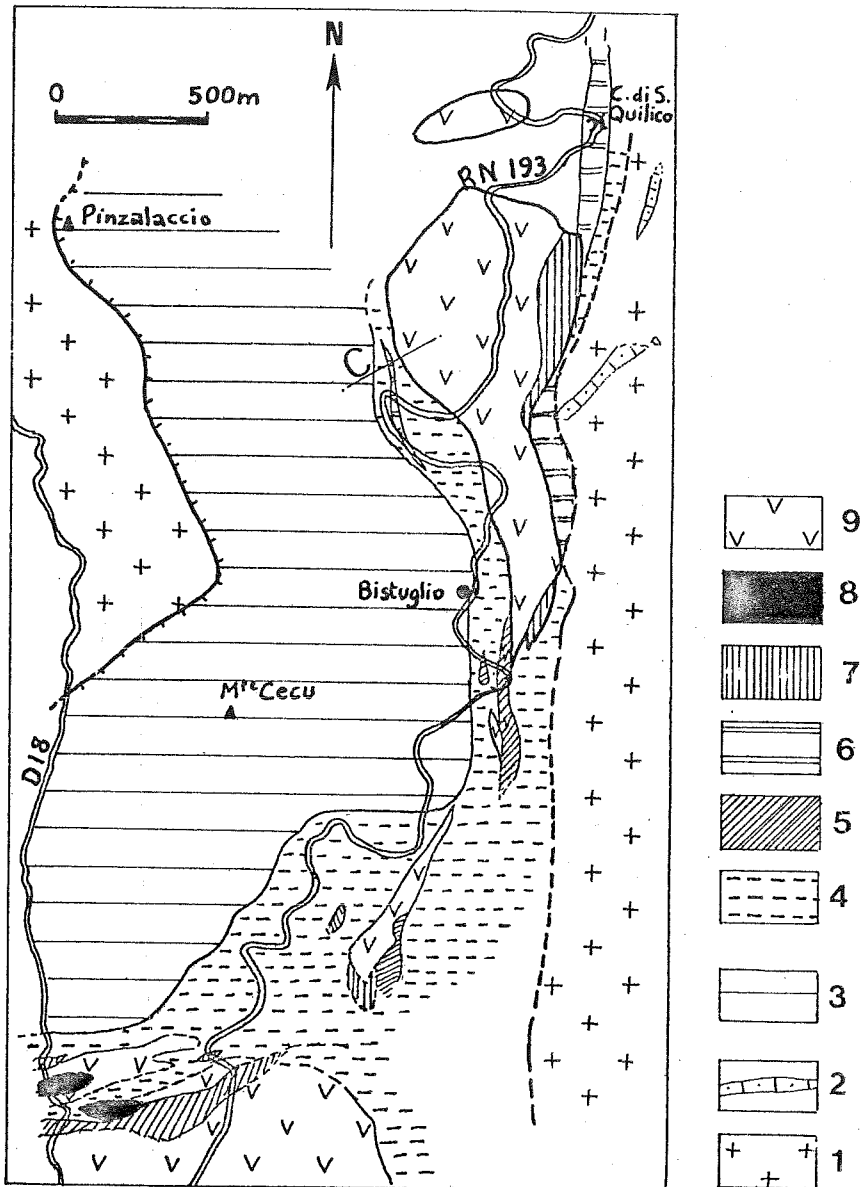 N
0 500m
C. di S.
Quilico
RN 193
Pinzalaccio
C
Bistuglio
Mte Cecu
D18
9
8
7
6
5
4
3
2
1